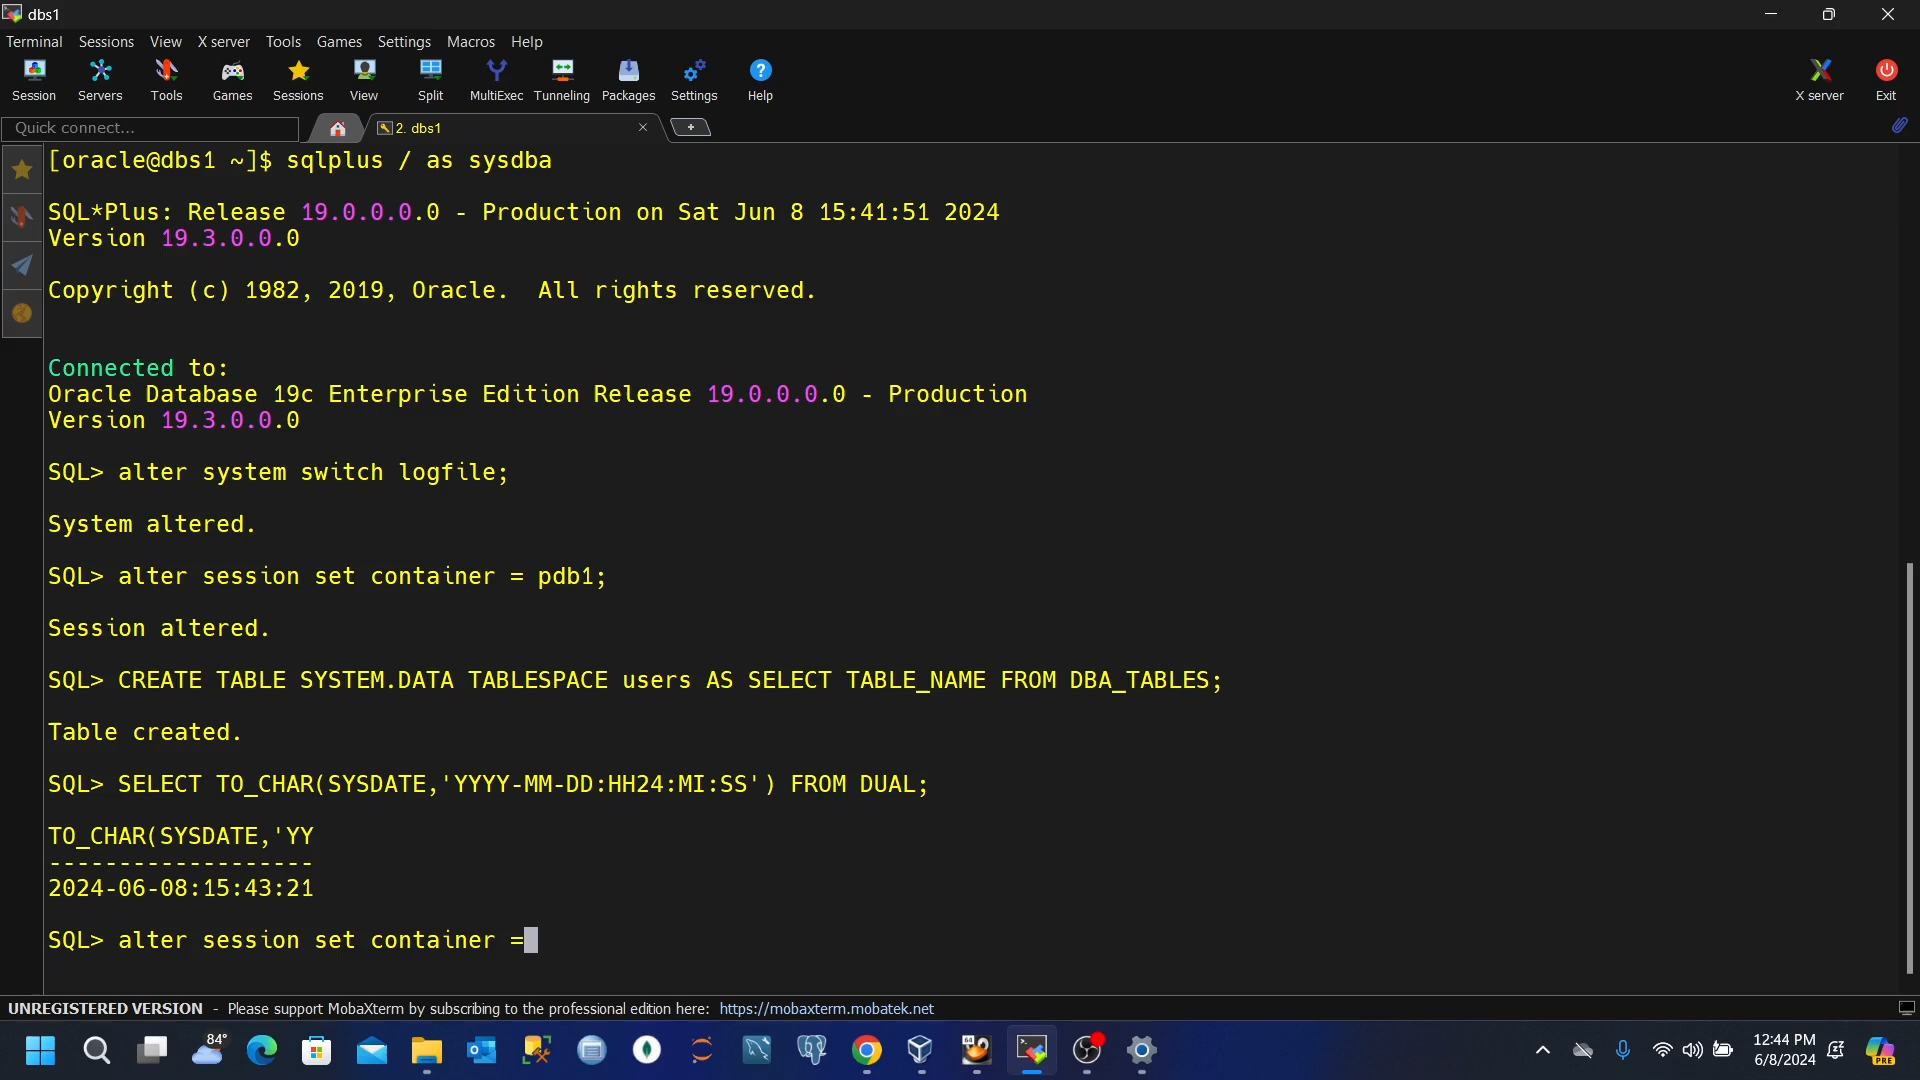 dbs1
Terminal Sessions View X server Tools Games Settings Macros Help
Session Servers Tools Games Sessions View Split MultiExec Tunneling Packages Settings Help X server Exit
Quick connect... 2. dbs1
[oracle@dbs1 ~]$ sqlplus / as sysdba
SQL*Plus: Release 19.0.0.0.0 - Production on Sat Jun 8 15:41:51 2024
Version 19.3.0.0.0
Copyright (c) 1982, 2019, Oracle.  All rights reserved.
Connected to:
Oracle Database 19c Enterprise Edition Release 19.0.0.0.0 - Production
Version 19.3.0.0.0
SQL> alter system switch logfile;
System altered.
SQL> alter session set container = pdb1;
Session altered.
SQL> CREATE TABLE SYSTEM.DATA TABLESPACE users AS SELECT TABLE_NAME FROM DBA_TABLES;
Table created.
SQL> SELECT TO_CHAR(SYSDATE,'YYYY-MM-DD:HH24:MI:SS') FROM DUAL;
TO_CHAR(SYSDATE,'YY
-------------------
2024-06-08:15:43:21
SQL> alter session set container =
UNREGISTERED VERSION - Please support MobaXterm by subscribing to the professional edition here: https://mobaxterm.mobatek.net
84°
12:44 PM
6/8/2024
PRE